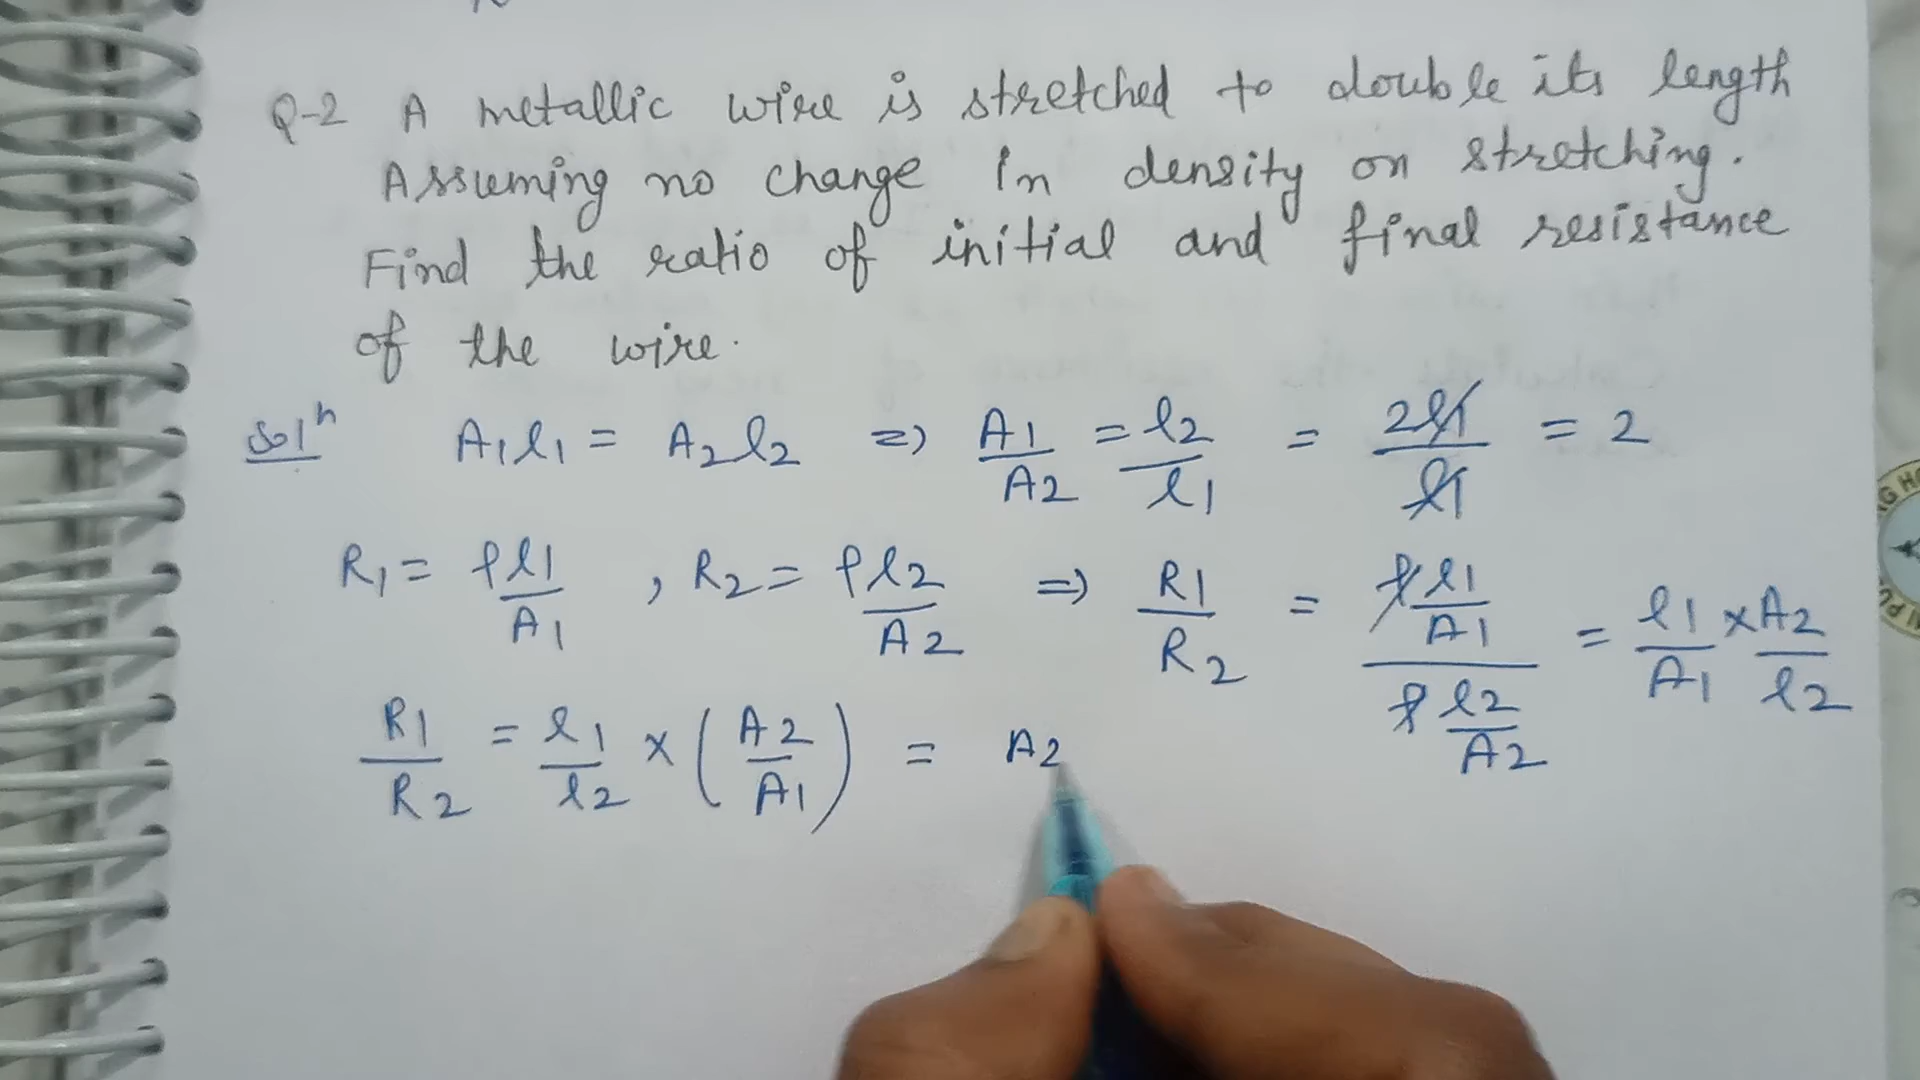 Q-2 A metallic wire is stretched to double its length
Assuming no change in density on stretching.
Find the ratio of initial and final resistance
of the wire.
Solⁿ A1l1 = A2l2 => A1/A2 = l2/l1 = 2l1/l1 = 2
R1 = ρl1/A1 , R2 = ρl2/A2 => R1/R2 = (ρl1/A1)/(ρl2/A2) = l1/A1 × A2/l2
R1/R2 = l1/l2 × (A2/A1) = A2